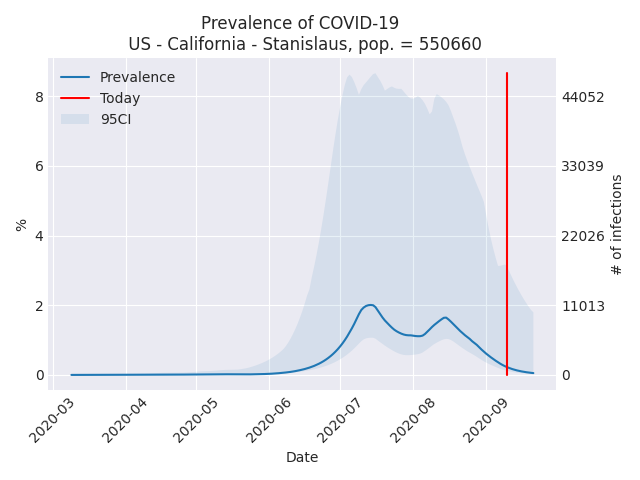 Prevalence of COVID-19
US - California - Stanislaus, pop. = 550660
Prevalence
Today
95CI
8
6
4
2
0
%
44052
33039
22026
11013
0
# of infections
2020-03
2020-04
2020-05
2020-06
2020-07
2020-08
2020-09
Date